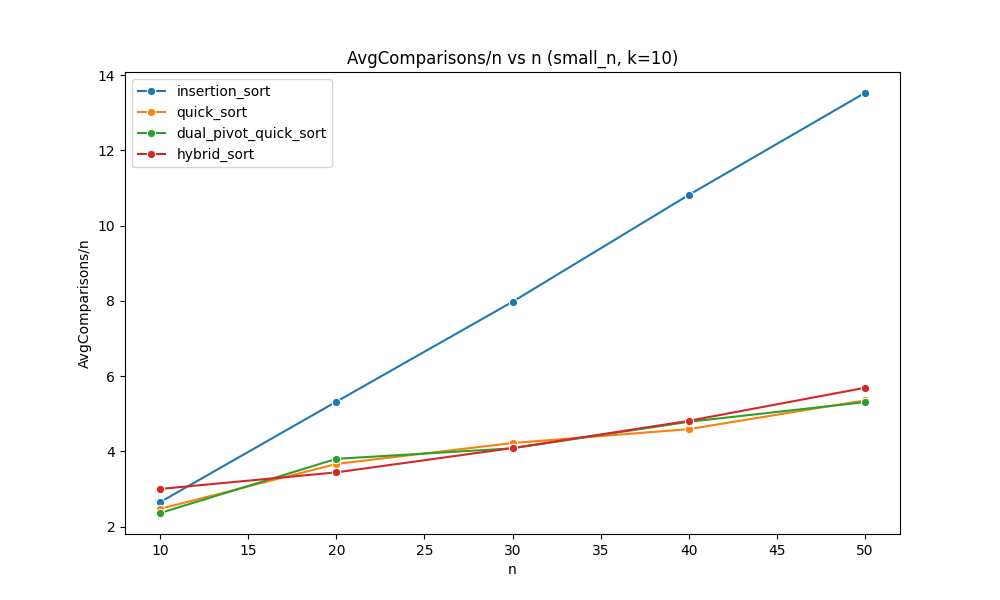 AvgComparisons/n vs n (small_n, k=10)
insertion_sort
quick_sort
dual_pivot_quick_sort
hybrid_sort
AvgComparisons/n
14
12
10
8
6
4
2
10 15 20 25 30 35 40 45 50
n